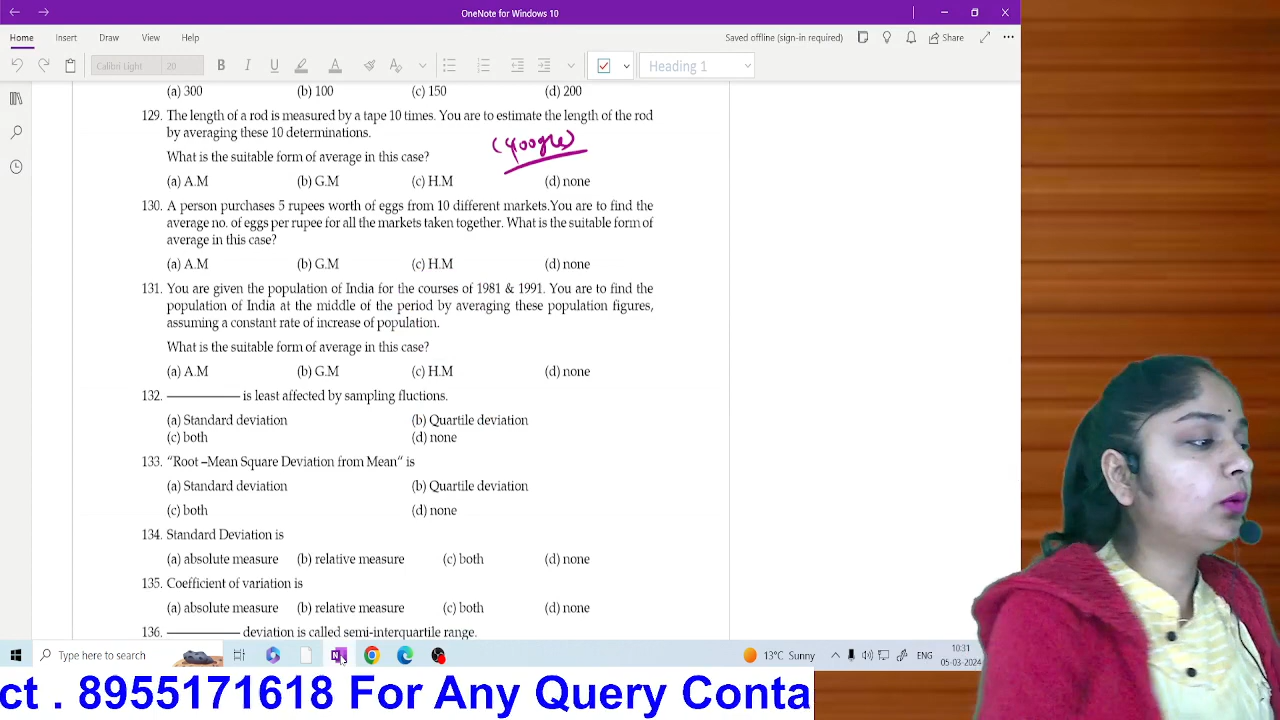 OneNote for Windows 10
Home Insert Draw View Help
Saved offline (sign-in required) Share
Calibri Light 20 B I U A Heading 1
(a) 300 (b) 100 (c) 150 (d) 200
129. The length of a rod is measured by a tape 10 times. You are to estimate the length of the rod
by averaging these 10 determinations.
(Google)
What is the suitable form of average in this case?
(a) A.M (b) G.M (c) H.M (d) none
130. A person purchases 5 rupees worth of eggs from 10 different markets.You are to find the
average no. of eggs per rupee for all the markets taken together. What is the suitable form of
average in this case?
(a) A.M (b) G.M (c) H.M (d) none
131. You are given the population of India for the courses of 1981 & 1991. You are to find the
population of India at the middle of the period by averaging these population figures,
assuming a constant rate of increase of population.
What is the suitable form of average in this case?
(a) A.M (b) G.M (c) H.M (d) none
132. ————— is least affected by sampling fluctions.
(a) Standard deviation (b) Quartile deviation
(c) both (d) none
133. “Root –Mean Square Deviation from Mean” is
(a) Standard deviation (b) Quartile deviation
(c) both (d) none
134. Standard Deviation is
(a) absolute measure (b) relative measure (c) both (d) none
135. Coefficient of variation is
(a) absolute measure (b) relative measure (c) both (d) none
136. ————— deviation is called semi-interquartile range.
Type here to search 13°C Sunny ENG 10:31
05-03-2024
ct . 8955171618 For Any Query Conta